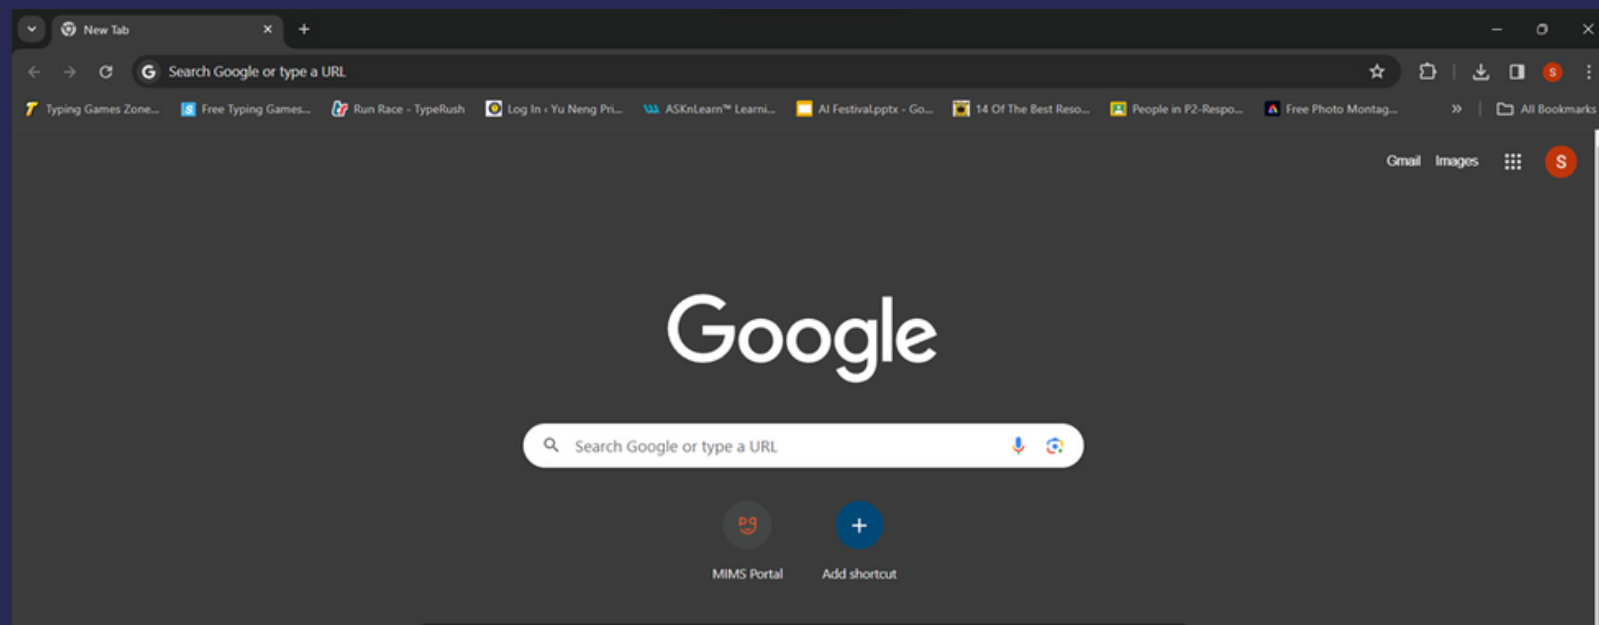 New Tab
Search Google or type a URL
S
Typing Games Zone... Free Typing Games... Run Race - TypeRush Log In ‹ Yu Neng Pri... ASKnLearn™ Learni... AI Festival.pptx - Go... 14 Of The Best Reso... People in P2-Respo... Free Photo Montag... » All Bookmarks
Gmail Images S
Google
Search Google or type a URL
MIMS Portal Add shortcut